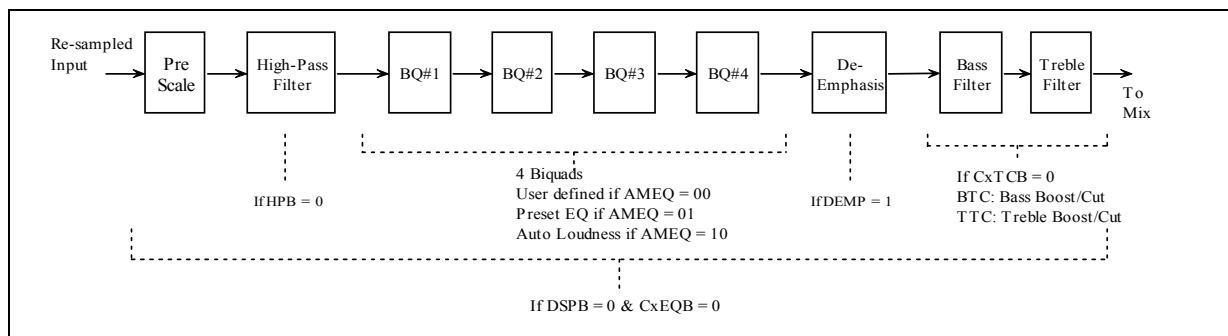 Re-sampled
Input
Pre
Scale
High-Pass
Filter
BQ#1
BQ#2
BQ#3
BQ#4
De-
Emphasis
Bass
Filter
Treble
Filter
To
Mix
If HPB = 0
4 Biquads
User defined if AMEQ = 00
Preset EQ if AMEQ = 01
Auto Loudness if AMEQ = 10
If DEMP = 1
If CxTCB = 0
BTC: Bass Boost/Cut
TTC: Treble Boost/Cut
If DSPB = 0 & CxEQB = 0